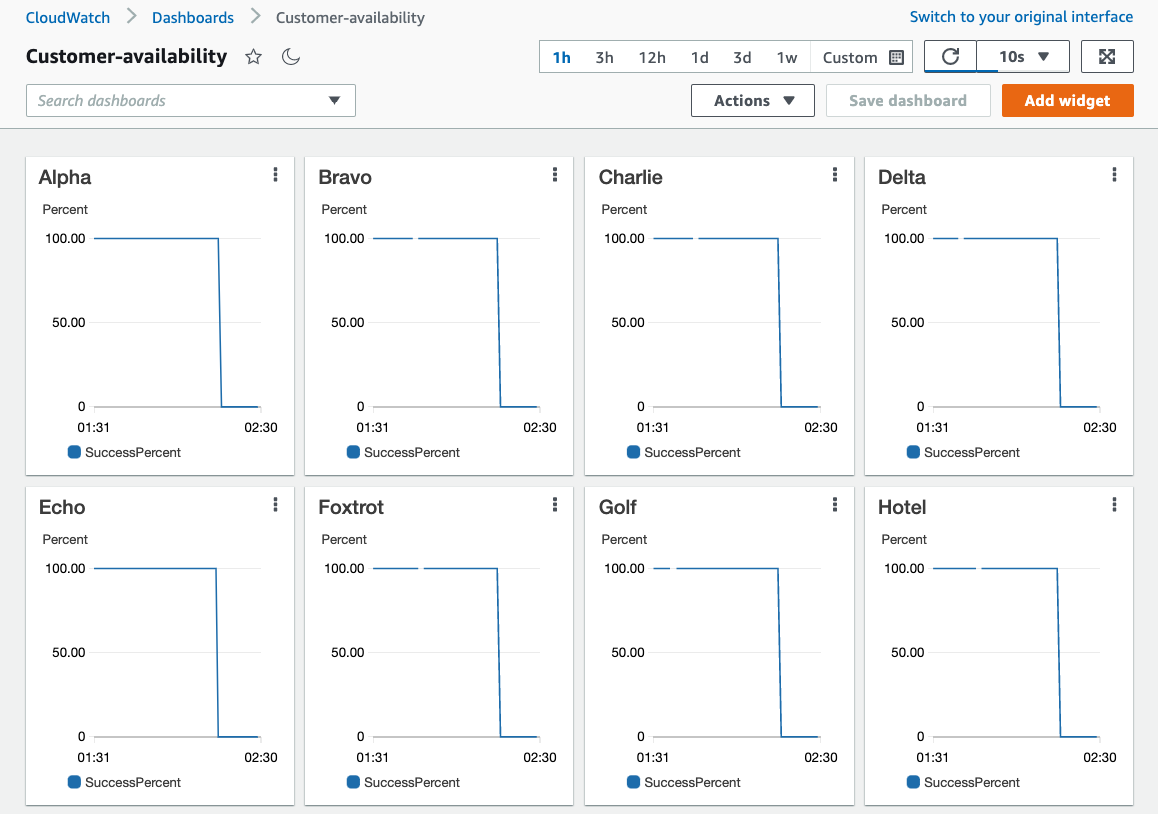 CloudWatch Dashboards Customer-availability Switch to your original interface
Customer-availability 1h 3h 12h 1d 3d 1w Custom 10s
Search dashboards Actions Save dashboard Add widget
Alpha
Percent
100.00
50.00
0
01:31 02:30
SuccessPercent
Bravo
Percent
100.00
50.00
0
01:31 02:30
SuccessPercent
Charlie
Percent
100.00
50.00
0
01:31 02:30
SuccessPercent
Delta
Percent
100.00
50.00
0
01:31 02:30
SuccessPercent
Echo
Percent
100.00
50.00
0
01:31 02:30
SuccessPercent
Foxtrot
Percent
100.00
50.00
0
01:31 02:30
SuccessPercent
Golf
Percent
100.00
50.00
0
01:31 02:30
SuccessPercent
Hotel
Percent
100.00
50.00
0
01:31 02:30
SuccessPercent